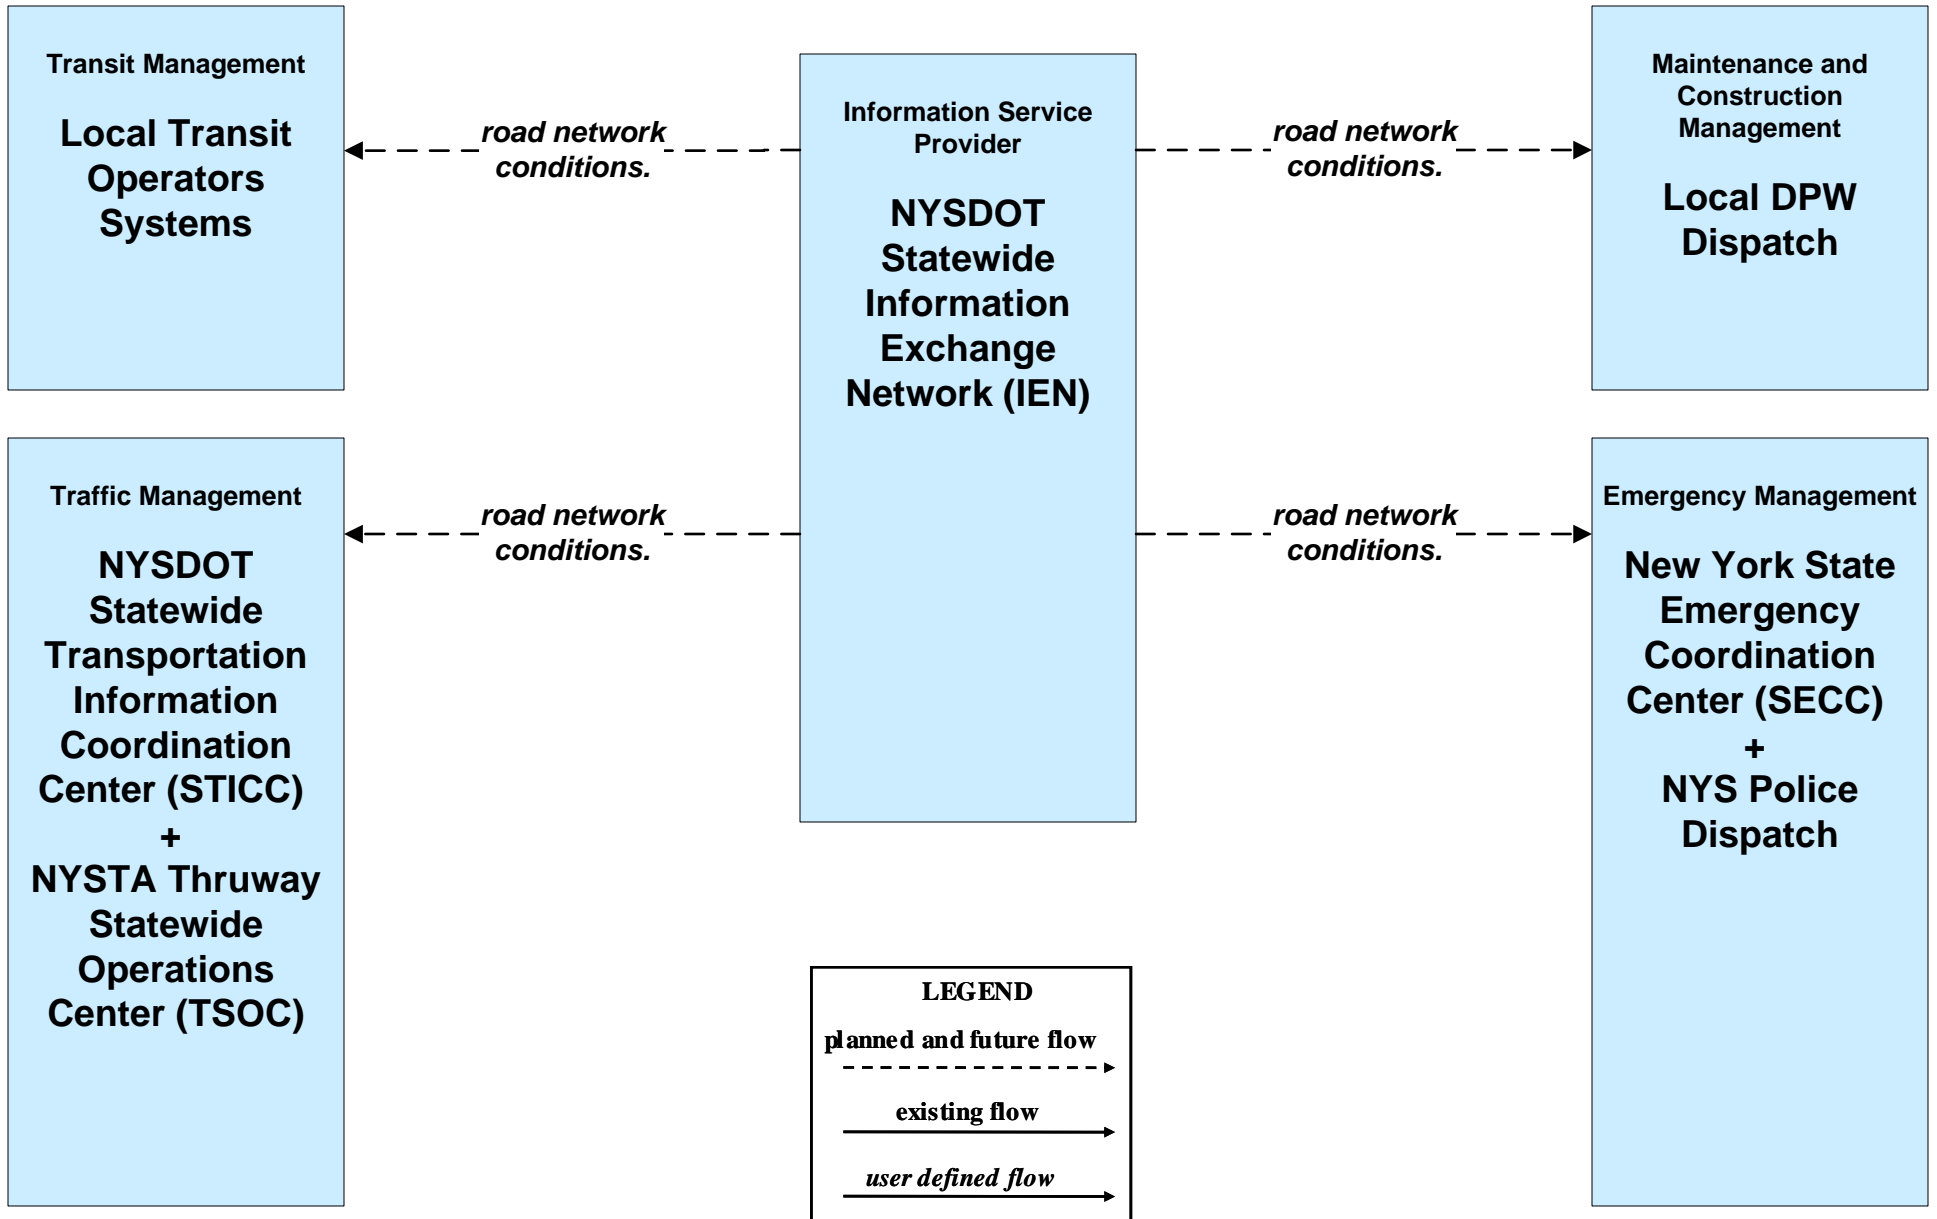 Transit Management
Local Transit
Operators
Systems
road network
conditions.
Information Service
Provider
NYSDOT
Statewide
Information
Exchange
Network (IEN)
road network
conditions.
Maintenance and
Construction
Management
Local DPW
Dispatch
Traffic Management
NYSDOT
Statewide
Transportation
Information
Coordination
Center (STICC)
+
NYSTA Thruway
Statewide
Operations
Center (TSOC)
road network
conditions.
road network
conditions.
Emergency Management
New York State
Emergency
Coordination
Center (SECC)
+
NYS Police
Dispatch
LEGEND
planned and future flow
existing flow
user defined flow